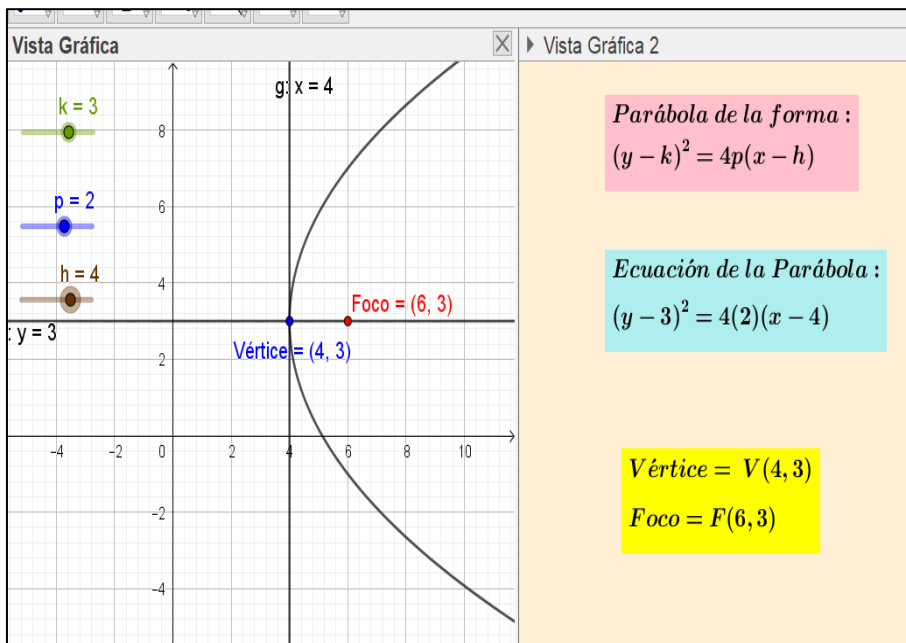 Vista Gráfica
Vista Gráfica 2
g: x = 4
k = 3
p = 2
h = 4
: y = 3
Foco = (6, 3)
Vértice = (4, 3)
8
6
4
2
−2
−4
−4
−2
0
2
4
6
8
10
Parábola de la forma :
(y − k)² = 4p(x − h)
Ecuación de la Parábola :
(y − 3)² = 4(2)(x − 4)
Vértice = V(4, 3)
Foco = F(6, 3)